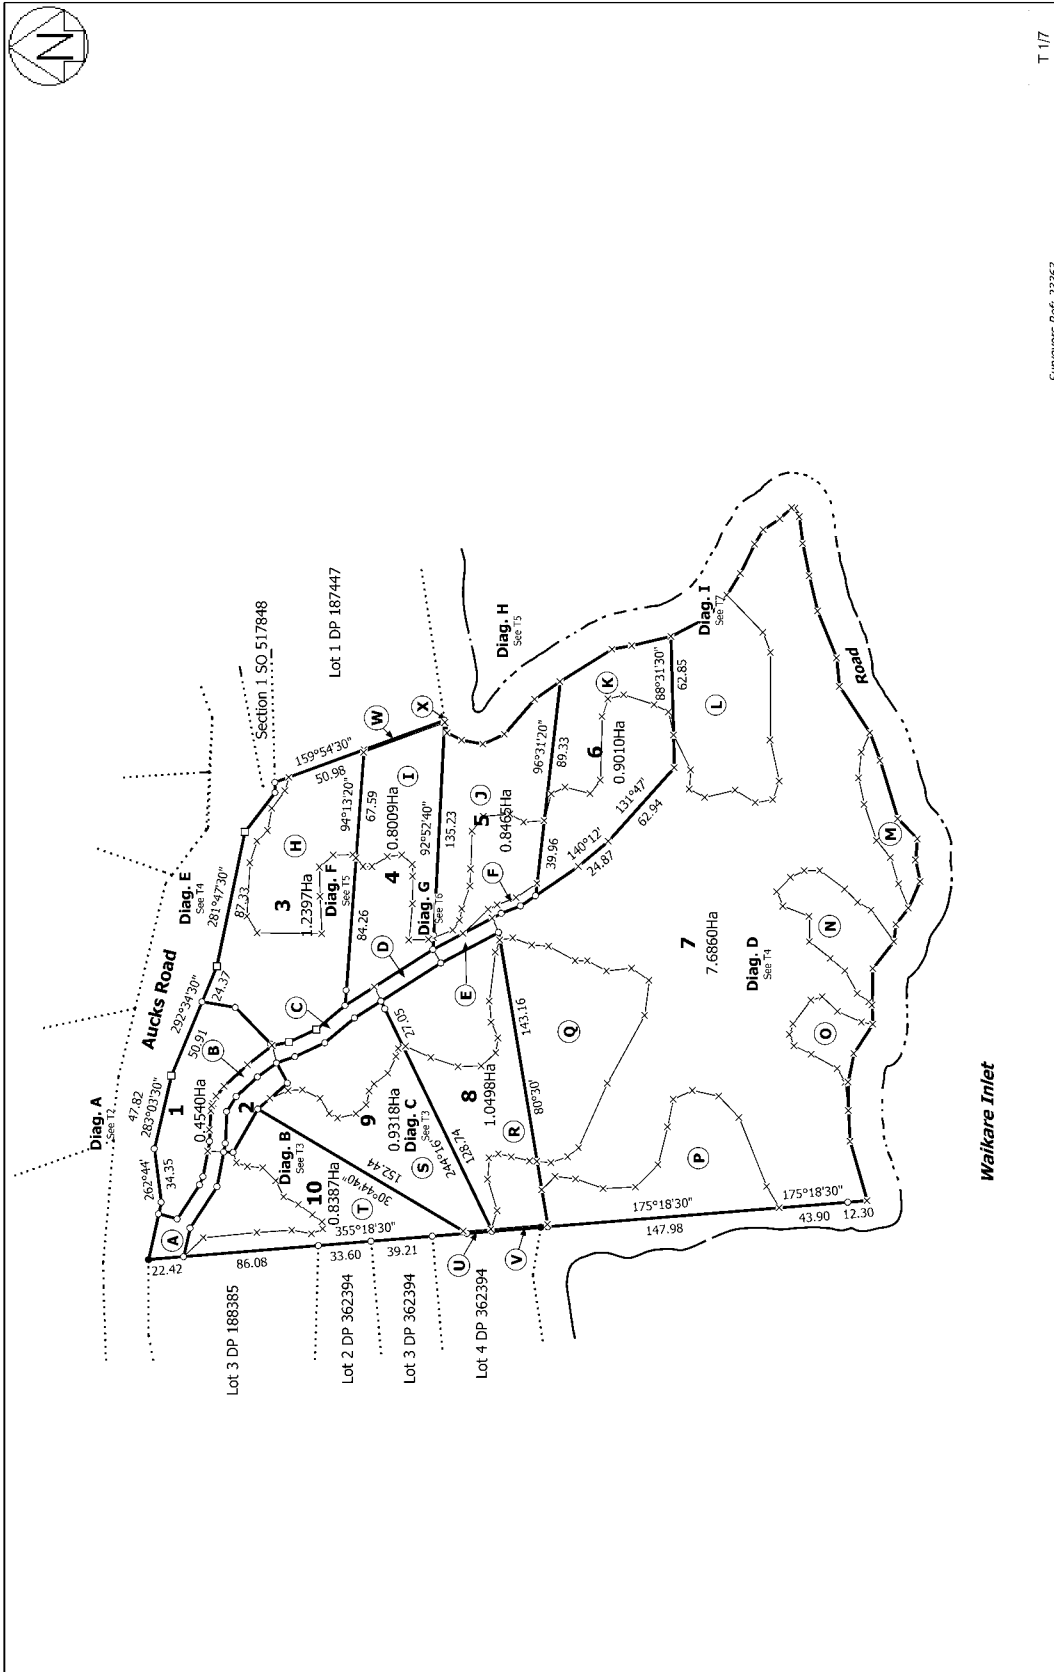 N
T 1/7
Diag. A
See T2
Aucks Road
Diag. E
See T4
Section 1 SO 517848
Lot 1 DP 187447
47.82
283°03'30"
262°44'
34.35
292°34'30"
50.91
24.37
281°47'30"
87.33
159°54'30"
50.98
1
0.4540Ha
2
A
B
C
22.42
86.08
3
1.2397Ha
H
Diag. F
See T5
94°13'20"
67.59
84.26
W
X
4
0.8009Ha
I
D
Diag. G
See T6
92°52'40"
135.23
Diag. H
See T5
5
0.8465Ha
J
E
F
96°31'20"
89.33
39.96
6
0.9010Ha
K
140°12'
24.87
131°47'
62.94
88°31'30"
62.85
Diag. I
See T7
L
Diag. B
See T3
10
0.8387Ha
T
355°18'30"
30°44'40"
152.44
9
0.9318Ha
Diag. C
See T3
S
244°16'
128.74
27.05
8
1.0498Ha
R
143.16
80°30'
Q
7
7.6860Ha
Diag. D
See T4
33.60
39.21
U
V
Lot 3 DP 188385
Lot 2 DP 362394
Lot 3 DP 362394
Lot 4 DP 362394
175°18'30"
147.98
175°18'30"
43.90
12.30
P
O
N
M
Road
Waikare Inlet